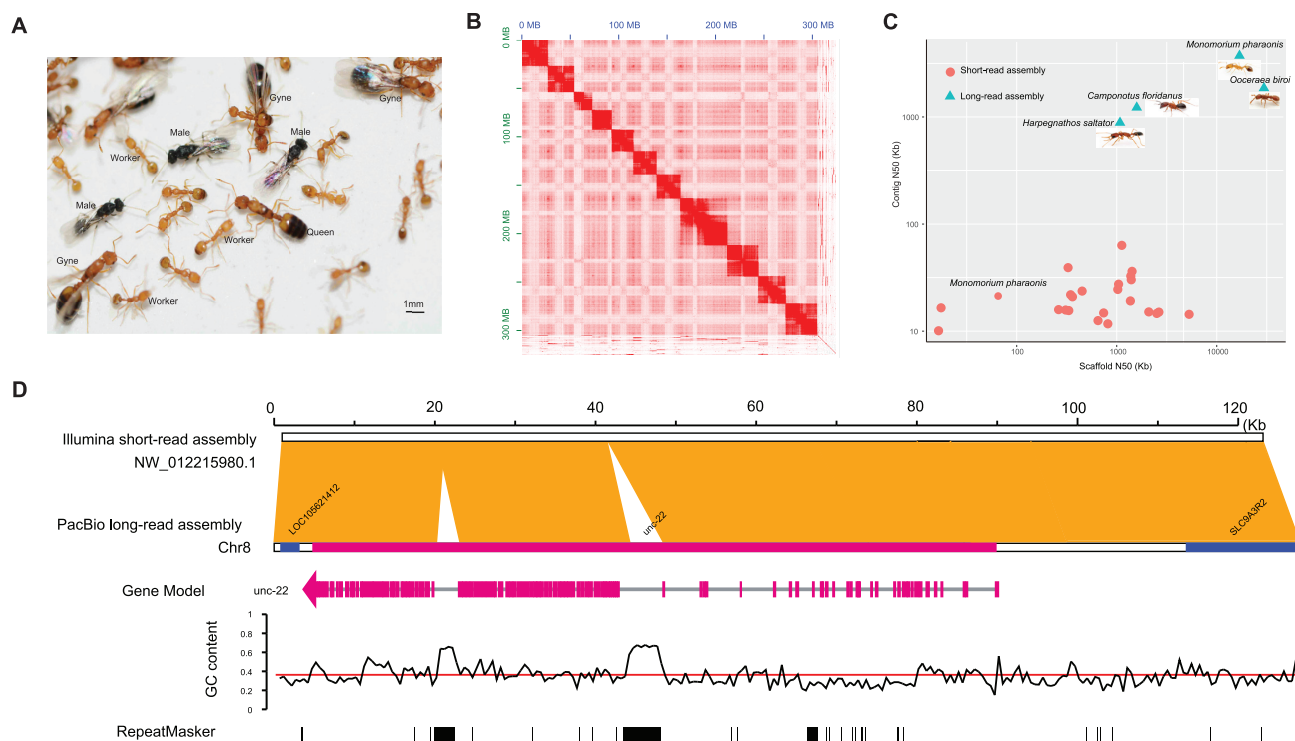 A
Gyne
Gyne
Male
Male
Worker
Male
Worker
Queen
Gyne
Worker
1mm
B
0 MB
100 MB
200 MB
300 MB
0 MB
100 MB
200 MB
300 MB
C
Monomorium pharaonis
Short-read assembly
Ooceraea biroi
Long-read assembly
Camponotus floridanus
Harpegnathos saltator
1000
100
10
Contig N50 (Kb)
Monomorium pharaonis
100
1000
10000
Scaffold N50 (Kb)
D
0
20
40
60
80
100
120
(Kb
Illumina short-read assembly
NW_012215980.1
LOC105621412
unc-22
SLC9A3R2
PacBio long-read assembly
Chr8
Gene Model
unc-22
GC content
1
0.8
0.6
0.4
0.2
0
RepeatMasker